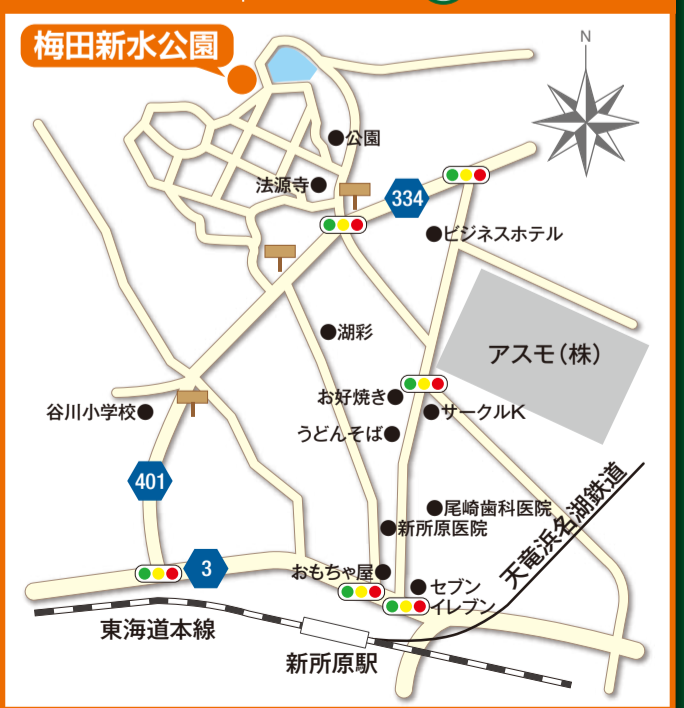 梅田新水公園
N
公園
法源寺
334
ビジネスホテル
湖彩
アスモ（株）
お好焼き
谷川小学校
サークルK
うどんそば
401
尾崎歯科医院
新所原医院
天竜浜名湖鉄道
3
おもちゃ屋
セブン
イレブン
東海道本線
新所原駅